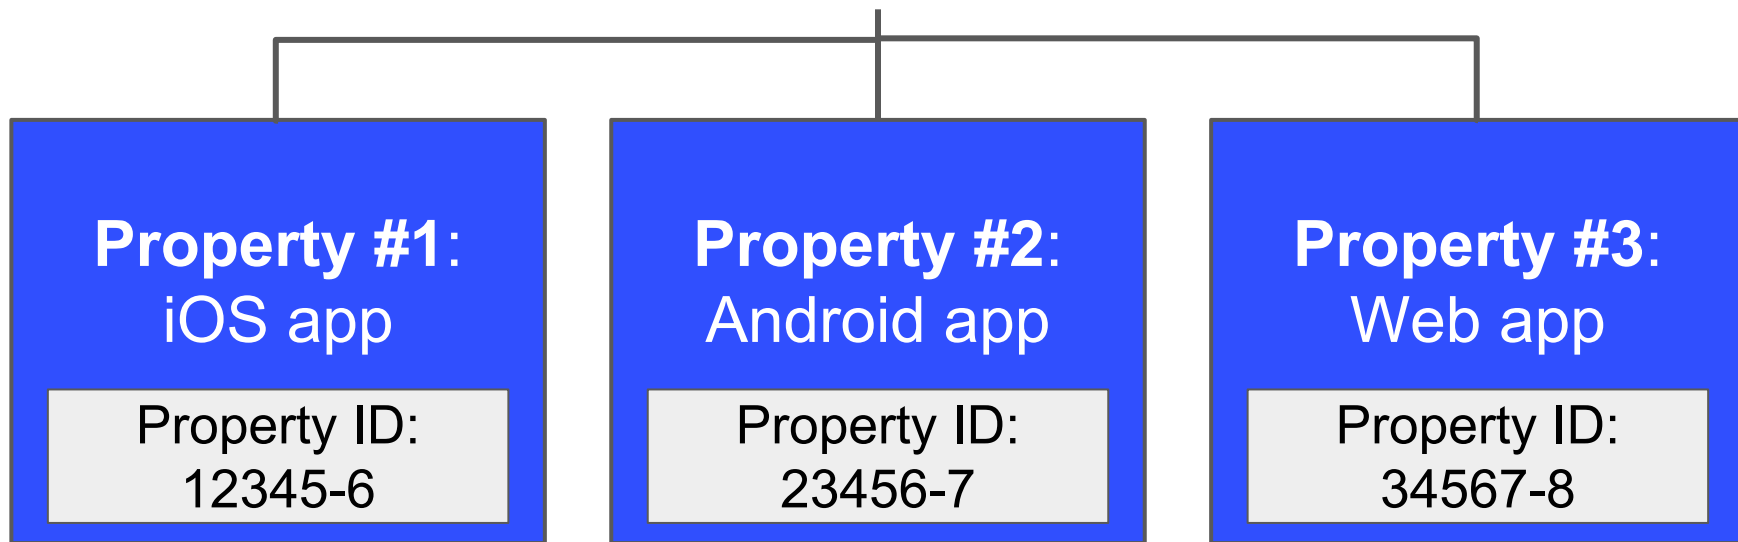 Property #1:
iOS app
Property ID:
12345-6
Property #2:
Android app
Property ID:
23456-7
Property #3:
Web app
Property ID:
34567-8